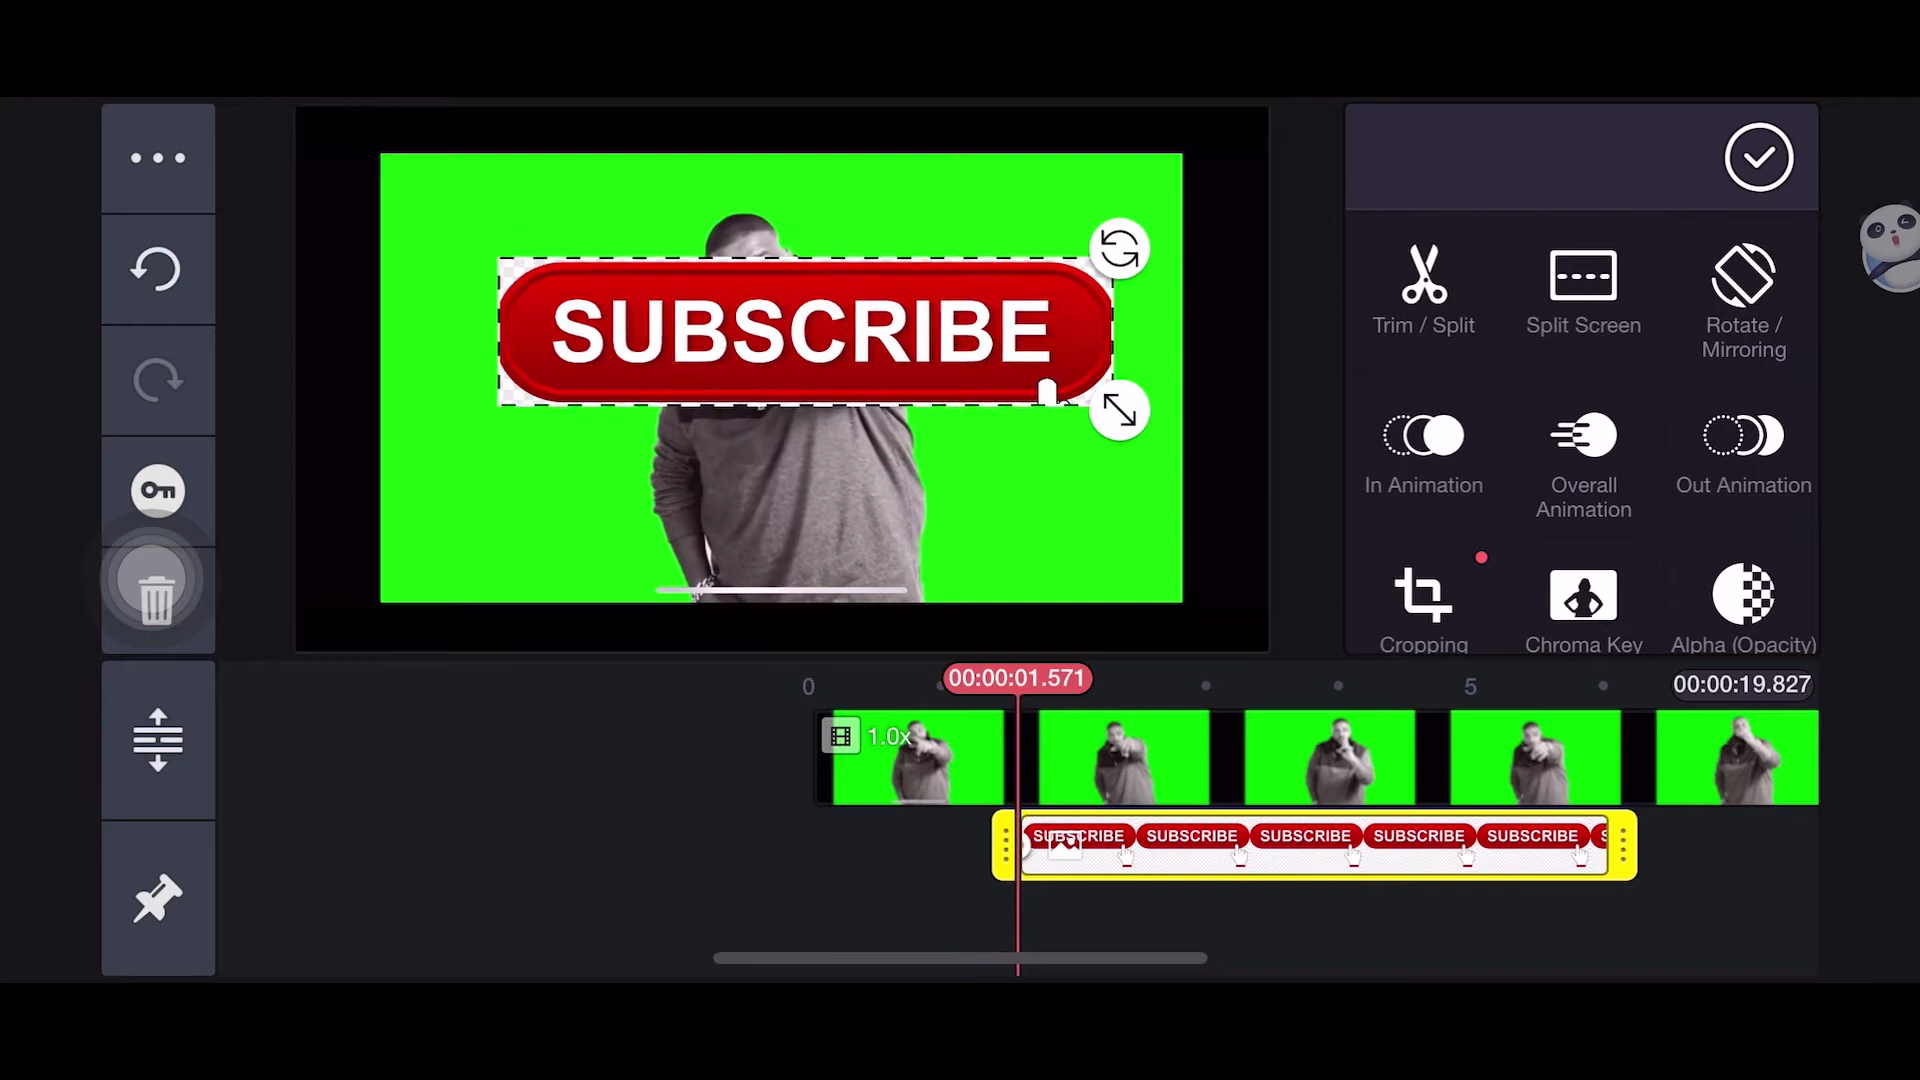 SUBSCRIBE
Trim / Split
Split Screen
Rotate /
Mirroring
In Animation
Overall
Animation
Out Animation
Cropping
Chroma Key
Alpha (Opacity)
0
00:00:01.571
5
00:00:19.827
1.0x
SUBSCRIBE SUBSCRIBE SUBSCRIBE SUBSCRIBE SUBSCRIBE S